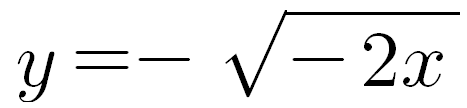 y = − √(−2x)